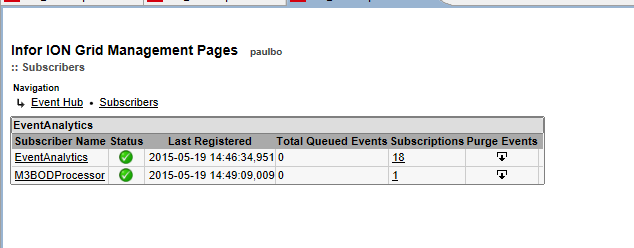 Infor ION Grid Management Pages paulbo
:: Subscribers
Navigation
Event Hub • Subscribers
EventAnalytics
Subscriber Name Status Last Registered Total Queued Events Subscriptions Purge Events
EventAnalytics 2015-05-19 14:46:34,951 0 18
M3BODProcessor 2015-05-19 14:49:09,009 0 1